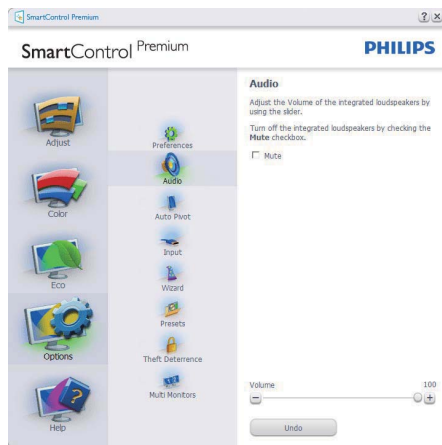 SmartControl Premium
SmartControl Premium
PHILIPS
Adjust
Color
Eco
Options
Help
Preferences
Audio
Auto Pivot
Input
Wizard
Presets
Theft Deterrence
Multi Monitors
Audio
Adjust the Volume of the integrated loudspeakers by
using the slider.
Turn off the integrated loudspeakers by checking the
Mute checkbox.
Mute
Volume 100
Undo